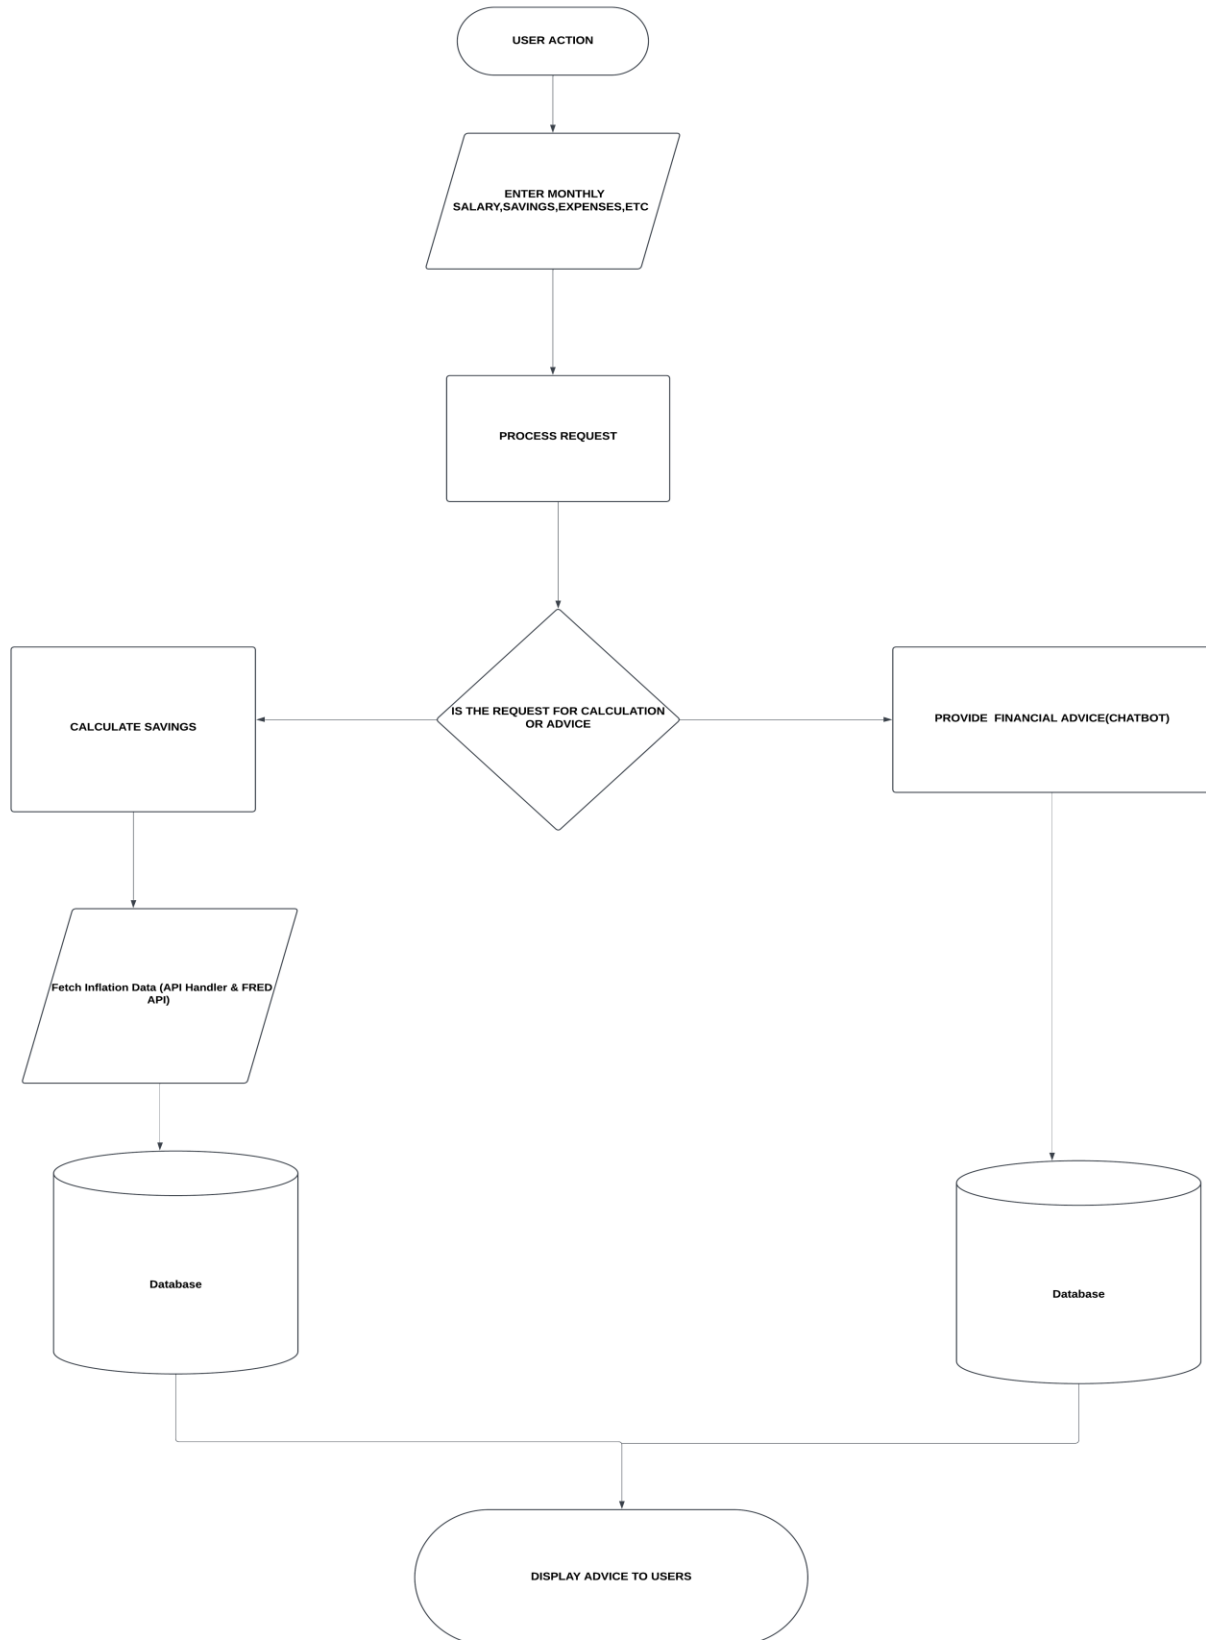 USER ACTION
ENTER MONTHLY
SALARY,SAVINGS,EXPENSES,ETC
PROCESS REQUEST
IS THE REQUEST FOR CALCULATION
OR ADVICE
CALCULATE SAVINGS
PROVIDE  FINANCIAL ADVICE(CHATBOT)
Fetch Inflation Data (API Handler & FRED
API)
Database
Database
DISPLAY ADVICE TO USERS